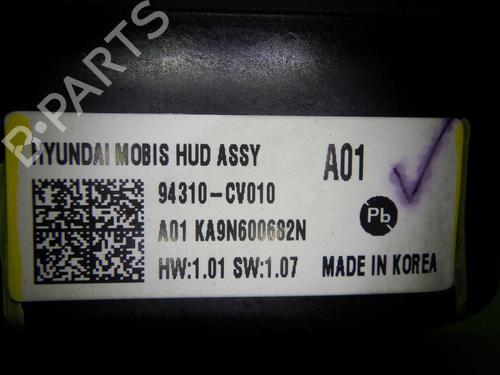 B-PARTS
HYUNDAI MOBIS HUD ASSY A01
94310-CV010
A01 KA9N600682N Pb
HW:1.01 SW:1.07 MADE IN KOREA